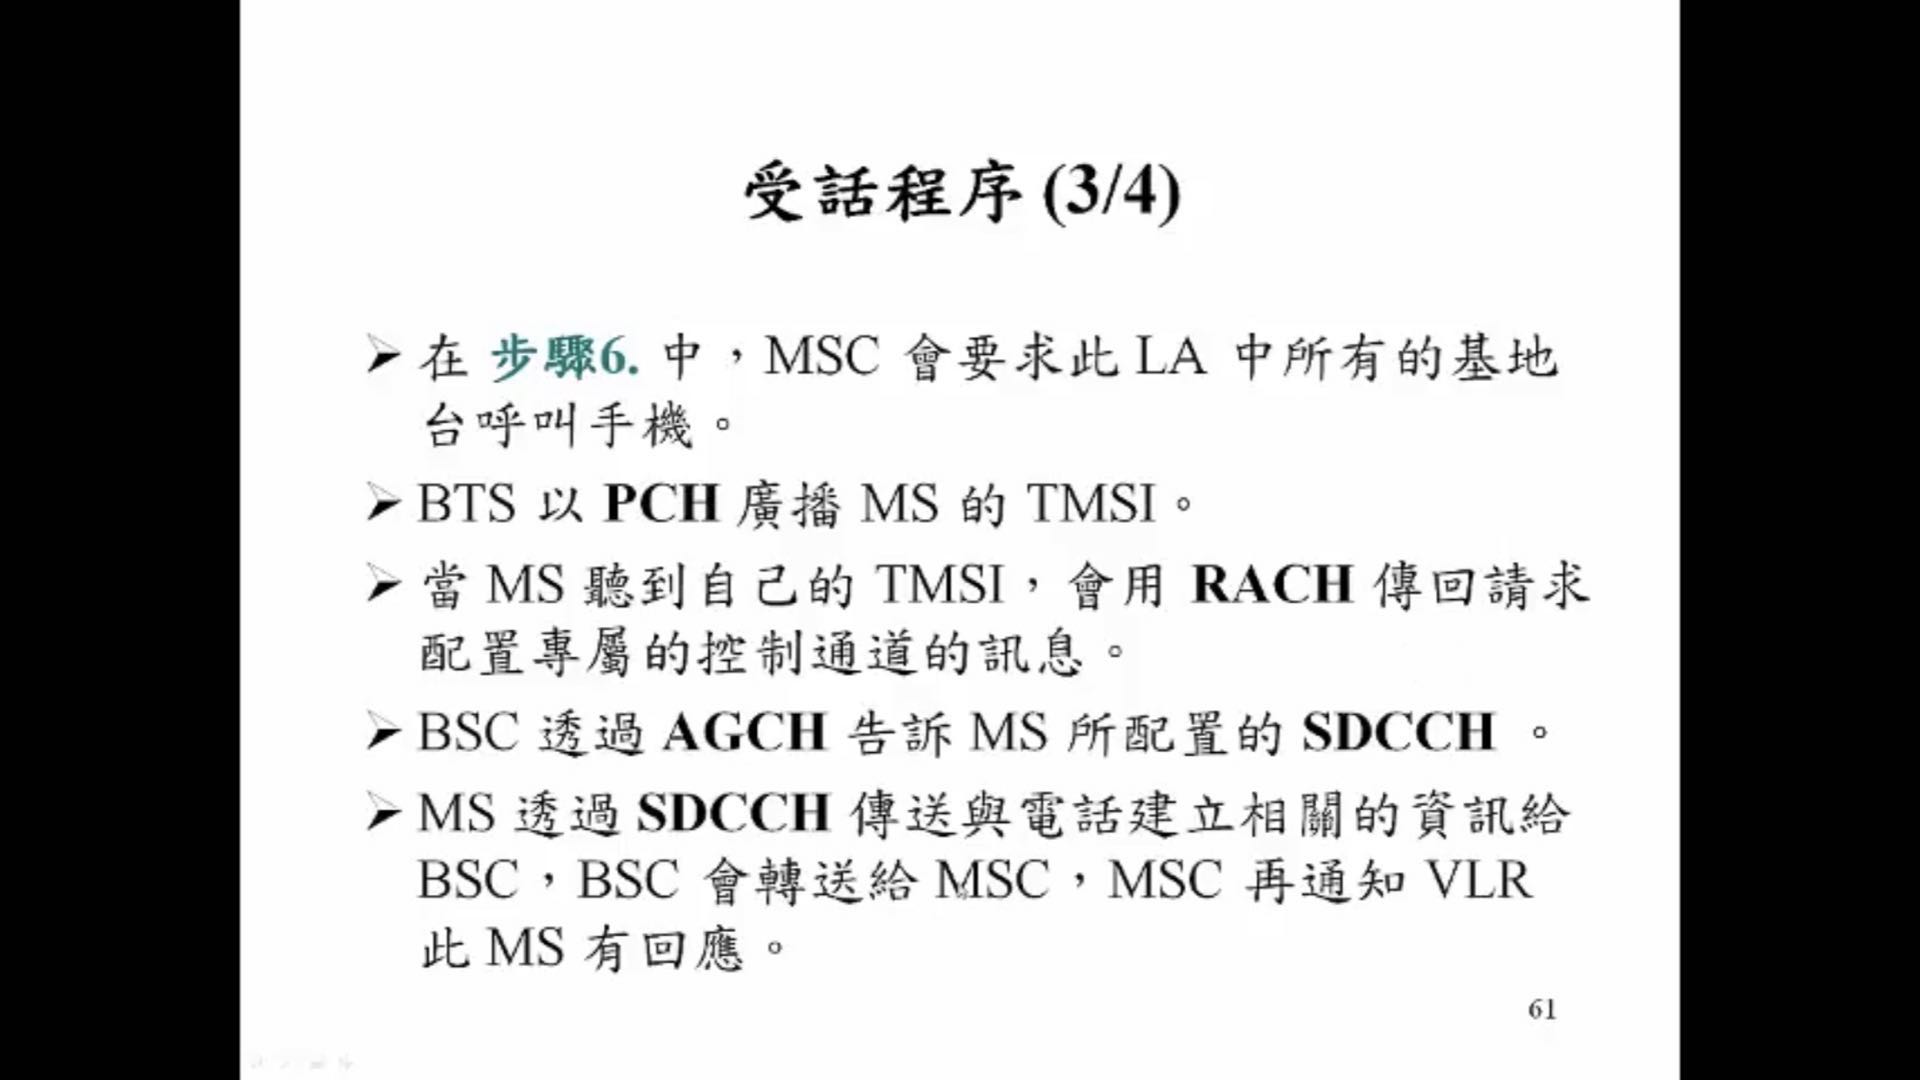 受話程序 (3/4)
➢ 在 步驟6. 中，MSC 會要求此 LA 中所有的基地
台呼叫手機。
➢ BTS 以 PCH 廣播 MS 的 TMSI。
➢ 當 MS 聽到自己的 TMSI，會用 RACH 傳回請求
配置專屬的控制通道的訊息。
➢ BSC 透過 AGCH 告訴 MS 所配置的 SDCCH 。
➢ MS 透過 SDCCH 傳送與電話建立相關的資訊給
BSC，BSC 會轉送給 MSC，MSC 再通知 VLR
此 MS 有回應。
61